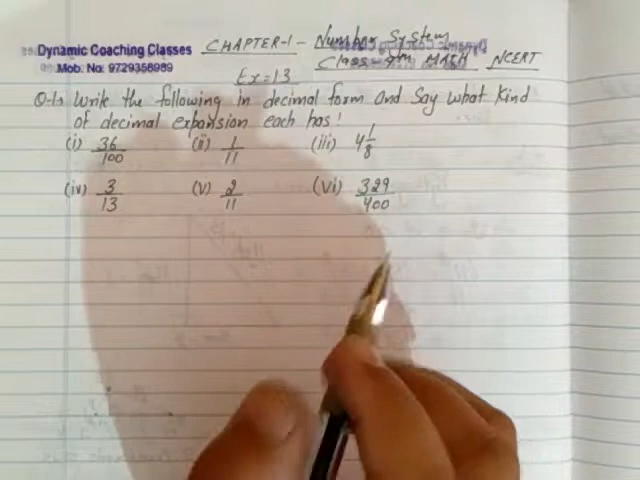 Dynamic Coaching Classes
Mob. No: 9729358989
CHAPTER-1- Number System
Class-9th MATH NCERT
Ex=1.3
Q-1:> Write the following in decimal form and Say what kind
of decimal expansion each has!
(i) 36/100 (ii) 1/11 (iii) 4 1/8
(iv) 3/13 (v) 2/11 (vi) 329/400